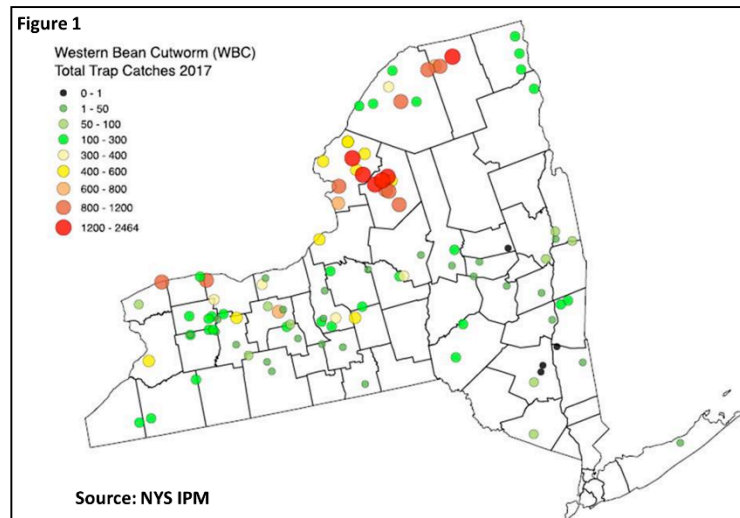 Figure 1
Western Bean Cutworm (WBC)
Total Trap Catches 2017
0 - 1
1 - 50
50 - 100
100 - 300
300 - 400
400 - 600
600 - 800
800 - 1200
1200 - 2464
Source: NYS IPM